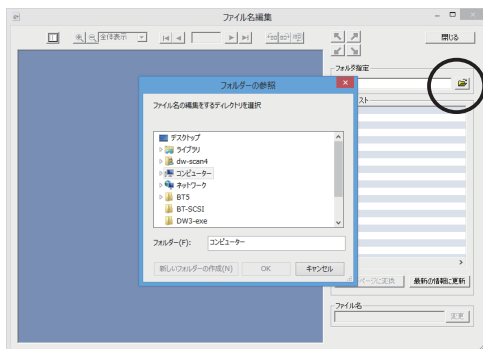 ファイル名編集
全体表示
閉じる
フォルダ指定
フォルダーの参照
ファイル名の編集をするディレクトリを選択
デスクトップ
ライブラリ
dw-scan4
コンピューター
ネットワーク
BT5
BT-SCSI
DW3-exe
フォルダー(F):
コンピューター
新しいフォルダーの作成(N)
OK
キャンセル
スト
ページに変換
最新の情報に更新
ファイル名
変更